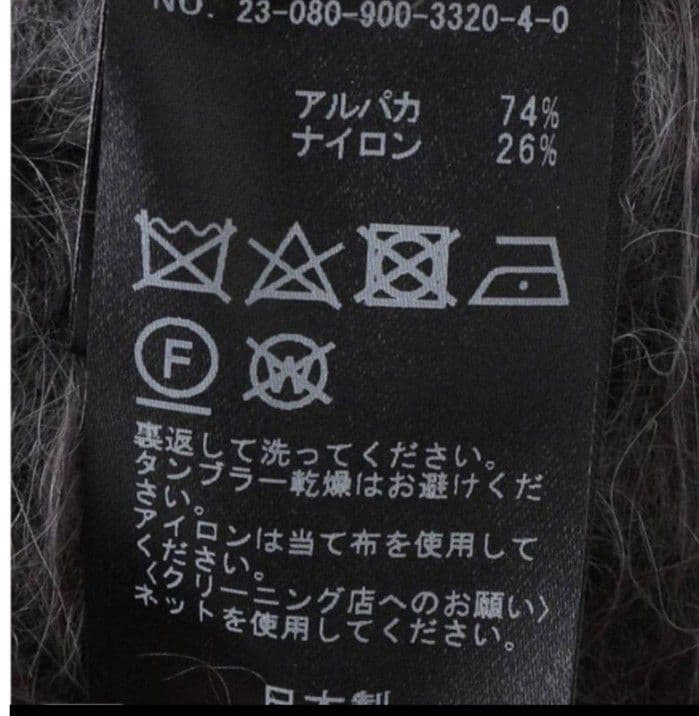 NO. 23-080-900-3320-4-0
アルパカ 74%
ナイロン 26%
F
W
裏返して洗ってください。
タンブラー乾燥はお避けくだ
さい。
アイロンは当て布を使用して
ください。
〈クリーニング店へのお願い〉
ネットを使用してください。
日本製